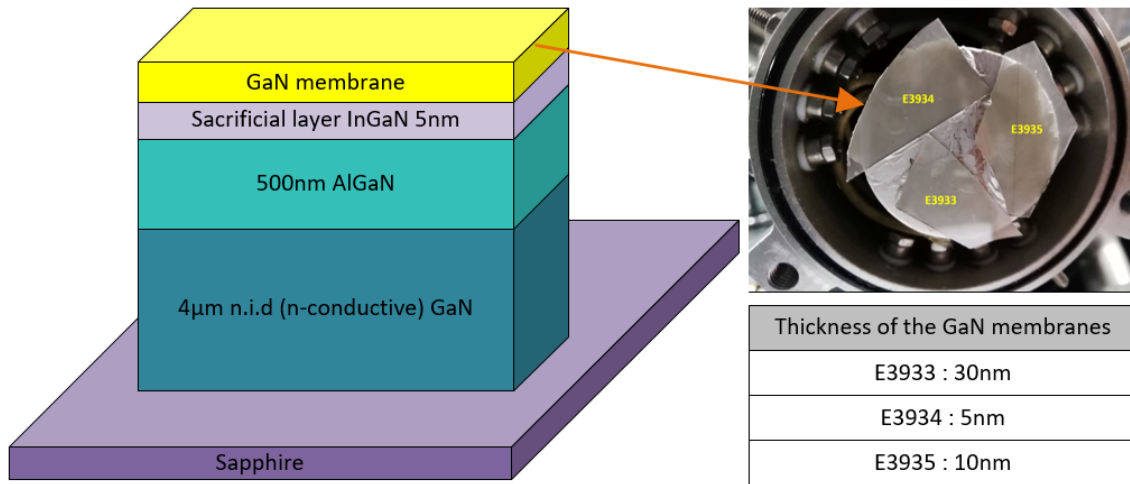 GaN membrane
Sacrificial layer InGaN 5nm
500nm AlGaN
4μm n.i.d (n-conductive) GaN
Sapphire
E3934
E3935
E3933
Thickness of the GaN membranes
E3933 : 30nm
E3934 : 5nm
E3935 : 10nm